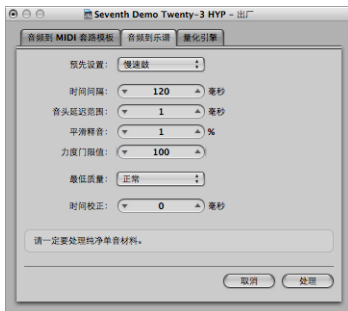 Seventh Demo Twenty-3 HYP – 出厂
音频到 MIDI 套路模板 音频到乐谱 量化引擎
预先设置: 慢速鼓
时间间隔: 120 毫秒
音头延迟范围: 1 毫秒
平滑释音: 1 %
力度门限值: 100
最低质量: 正常
时间校正: 0 毫秒
请一定要处理纯净单音材料。
取消 处理